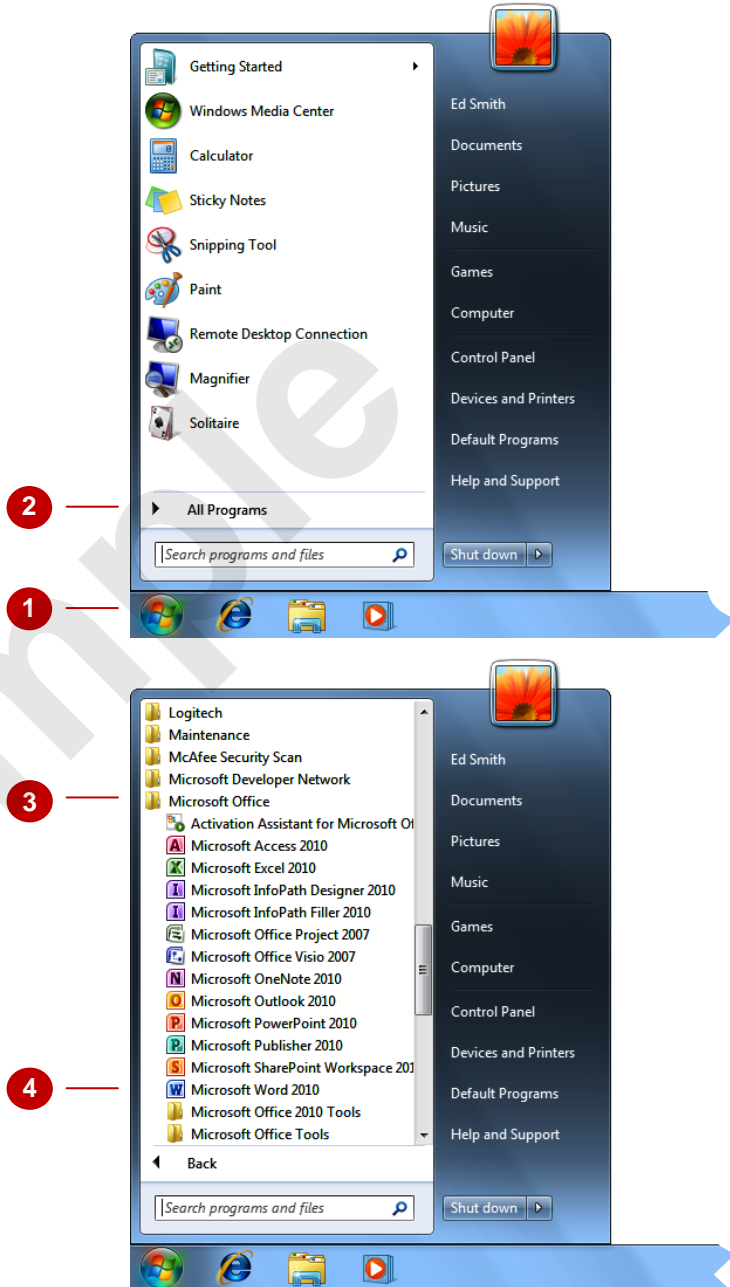 Getting Started
Windows Media Center
Calculator
Sticky Notes
Snipping Tool
Paint
Remote Desktop Connection
Magnifier
Solitaire
2
All Programs
Search programs and files
Ed Smith
Documents
Pictures
Music
Games
Computer
Control Panel
Devices and Printers
Default Programs
Help and Support
Shut down
1
Logitech
Maintenance
McAfee Security Scan
Microsoft Developer Network
3
Microsoft Office
Activation Assistant for Microsoft Of
Microsoft Access 2010
Microsoft Excel 2010
Microsoft InfoPath Designer 2010
Microsoft InfoPath Filler 2010
Microsoft Office Project 2007
Microsoft Office Visio 2007
Microsoft OneNote 2010
Microsoft Outlook 2010
Microsoft PowerPoint 2010
Microsoft Publisher 2010
Microsoft SharePoint Workspace 201
4
Microsoft Word 2010
Microsoft Office 2010 Tools
Microsoft Office Tools
Back
Search programs and files
Ed Smith
Documents
Pictures
Music
Games
Computer
Control Panel
Devices and Printers
Default Programs
Help and Support
Shut down
mple